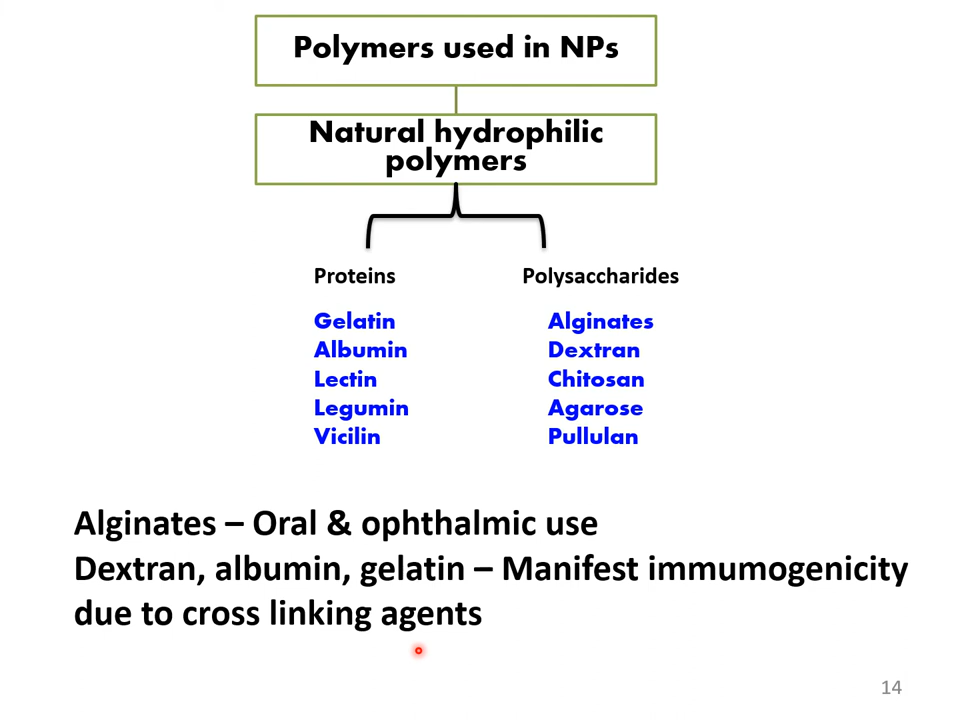 Polymers used in NPs
Natural hydrophilic
polymers
Proteins
Polysaccharides
Gelatin
Albumin
Lectin
Legumin
Vicilin
Alginates
Dextran
Chitosan
Agarose
Pullulan
Alginates – Oral & ophthalmic use
Dextran, albumin, gelatin – Manifest immumogenicity
due to cross linking agents
14